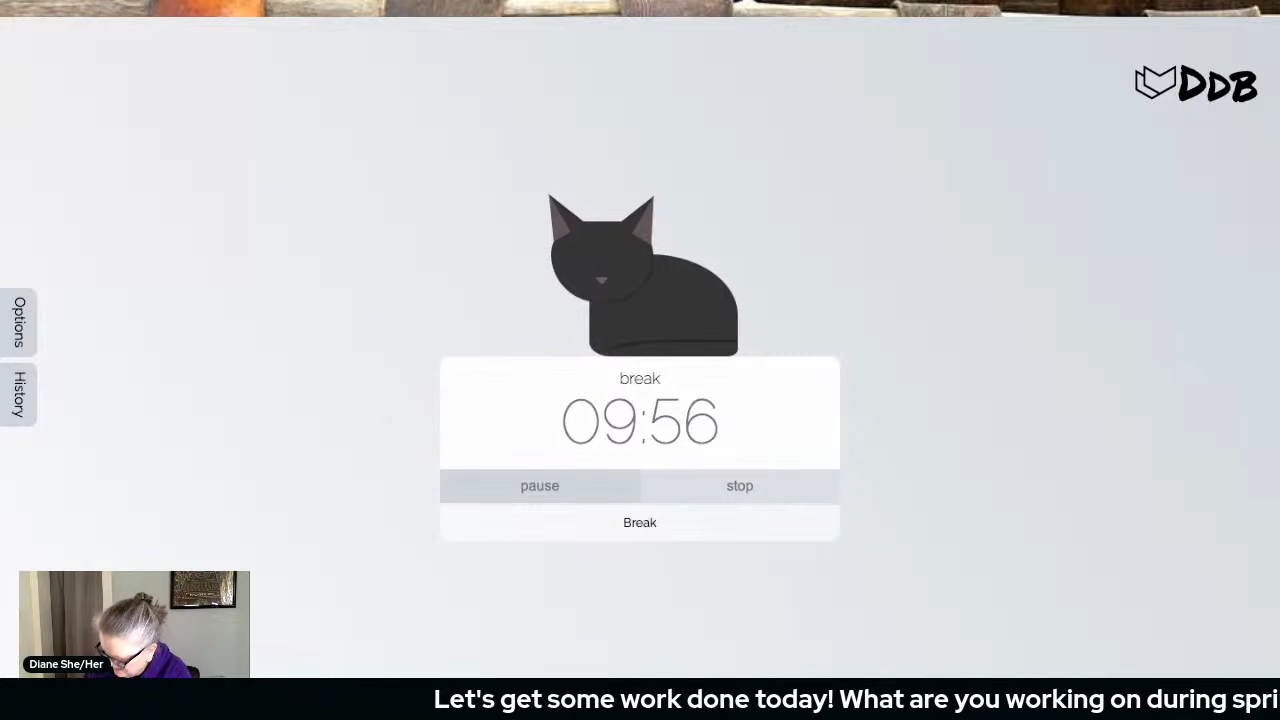 DDB
Options
History
break
09:56
pause
stop
Break
Diane She/Her
Let's get some work done today! What are you working on during spri